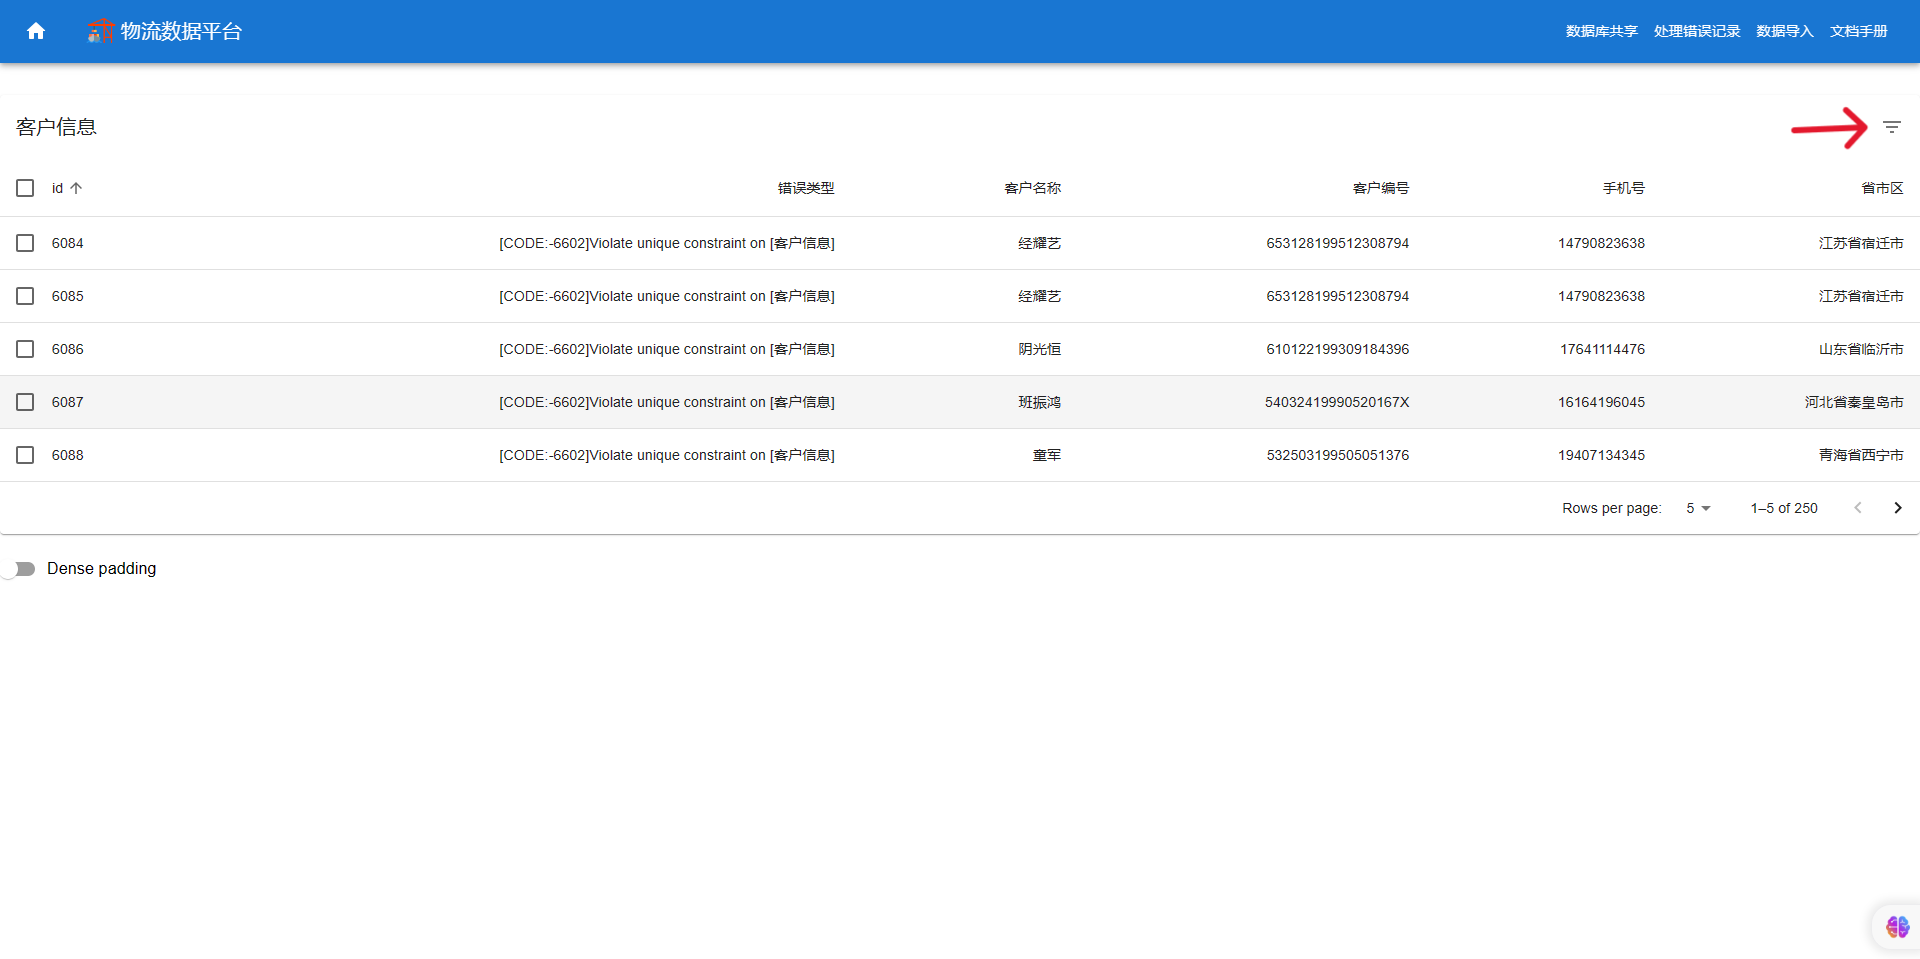 物流数据平台 数据库共享 处理错误记录 数据导入 文档手册
客户信息
id 错误类型 客户名称 客户编号 手机号 省市区
6084 [CODE:-6602]Violate unique constraint on [客户信息] 经耀艺 653128199512308794 14790823638 江苏省宿迁市
6085 [CODE:-6602]Violate unique constraint on [客户信息] 经耀艺 653128199512308794 14790823638 江苏省宿迁市
6086 [CODE:-6602]Violate unique constraint on [客户信息] 阴光恒 610122199309184396 17641114476 山东省临沂市
6087 [CODE:-6602]Violate unique constraint on [客户信息] 班振鸿 54032419990520167X 16164196045 河北省秦皇岛市
6088 [CODE:-6602]Violate unique constraint on [客户信息] 童军 532503199505051376 19407134345 青海省西宁市
Rows per page: 5 1–5 of 250
Dense padding